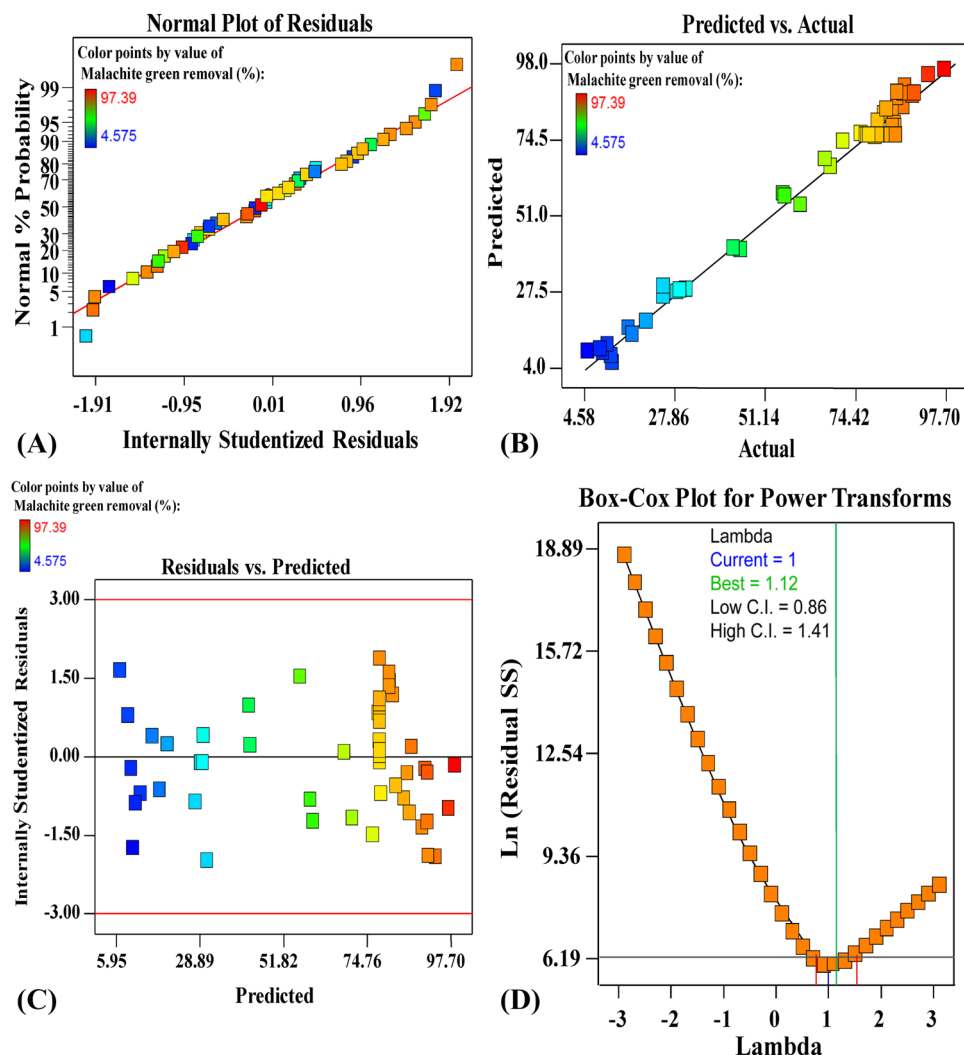 Normal Plot of Residuals
Color points by value of
Malachite green removal (%):
97.39
4.575
Normal % Probability
99
95
90
80
70
50
30
20
10
5
1
-1.91
-0.95
0.01
0.96
1.92
Internally Studentized Residuals
(A)
Predicted vs. Actual
Color points by value of
Malachite green removal (%):
97.39
4.575
Predicted
98.0
74.5
51.0
27.5
4.0
4.58
27.86
51.14
74.42
97.70
Actual
(B)
Color points by value of
Malachite green removal (%):
97.39
4.575
Residuals vs. Predicted
Internally Studentized Residuals
3.00
1.50
0.00
-1.50
-3.00
5.95
28.89
51.82
74.76
97.70
Predicted
(C)
Box-Cox Plot for Power Transforms
Lambda
Current = 1
Best = 1.12
Low C.I. = 0.86
High C.I. = 1.41
Ln (Residual SS)
18.89
15.72
12.54
9.36
6.19
-3
-2
-1
0
1
2
3
Lambda
(D)